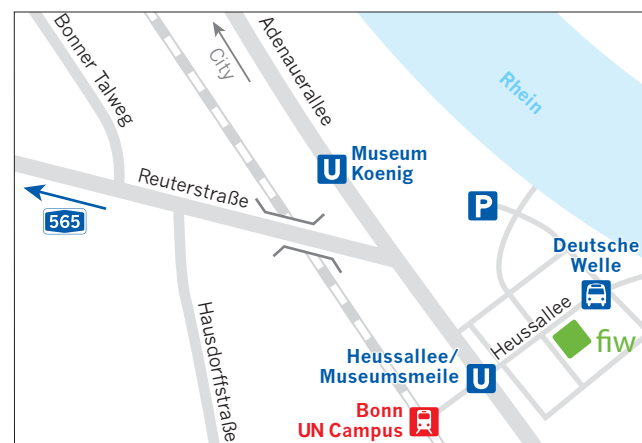 Bonner Talweg
City
Adenauerallee
Rhein
Museum
Koenig
U
Reuterstraße
565
P
Deutsche
Welle
Heussallee
fiw
Hausdorffstraße
Heussallee/
Museumsmeile
U
Bonn
UN Campus